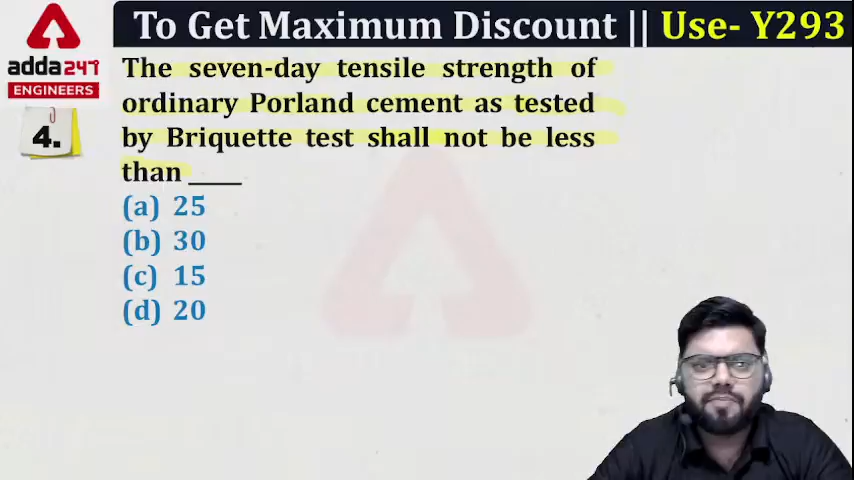 To Get Maximum Discount || Use- Y293
adda247
ENGINEERS
4.
The seven-day tensile strength of
ordinary Porland cement as tested
by Briquette test shall not be less
than ____
(a) 25
(b) 30
(c) 15
(d) 20